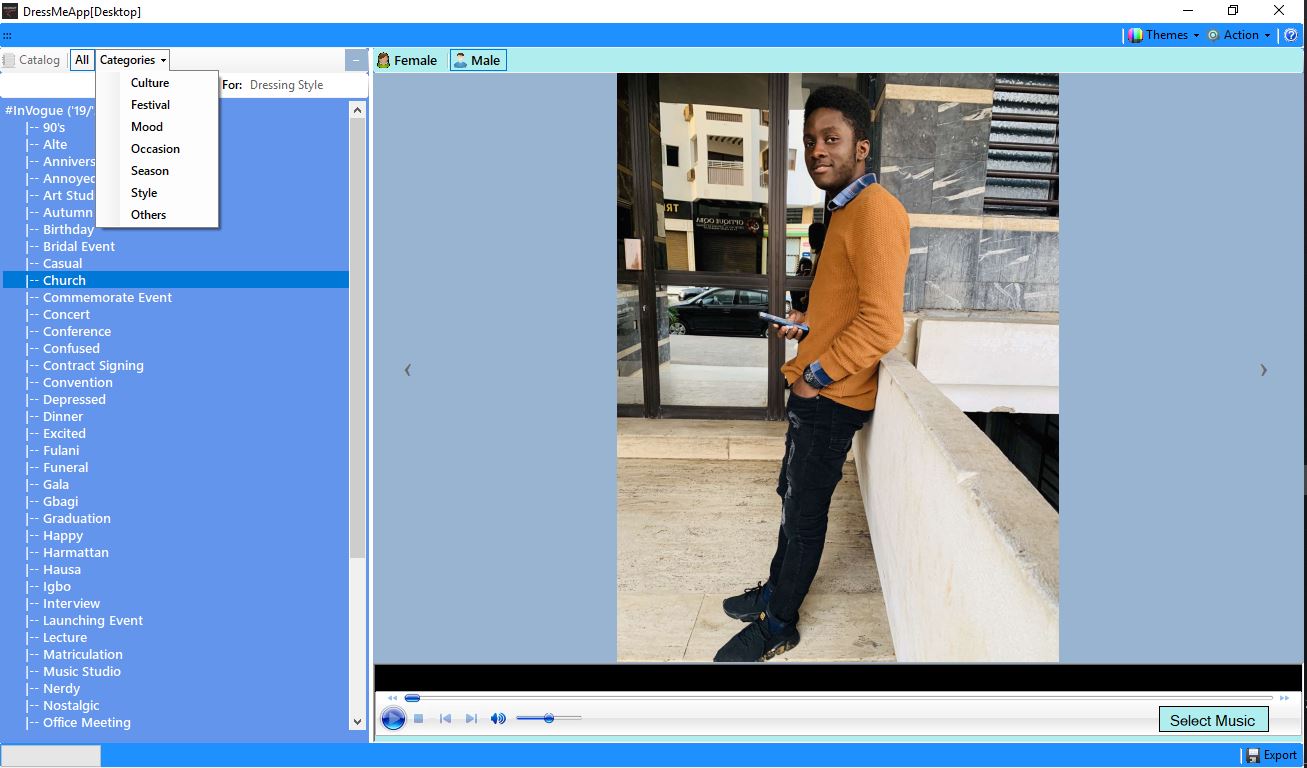 DressMeApp[Desktop]
Themes
Action
Catalog
All
Categories
Female
Male
For: Dressing Style
Culture
Festival
Mood
Occasion
Season
Style
Others
#InVogue ('19/'
|-- 90's
|-- Alte
|-- Annivers
|-- Annoyed
|-- Art Stud
|-- Autumn
|-- Birthday
|-- Bridal Event
|-- Casual
|-- Church
|-- Commemorate Event
|-- Concert
|-- Conference
|-- Confused
|-- Contract Signing
|-- Convention
|-- Depressed
|-- Dinner
|-- Excited
|-- Fulani
|-- Funeral
|-- Gala
|-- Gbagi
|-- Graduation
|-- Happy
|-- Harmattan
|-- Hausa
|-- Igbo
|-- Interview
|-- Launching Event
|-- Lecture
|-- Matriculation
|-- Music Studio
|-- Nerdy
|-- Nostalgic
|-- Office Meeting
OPTIQUE OQBA
Select Music
Export